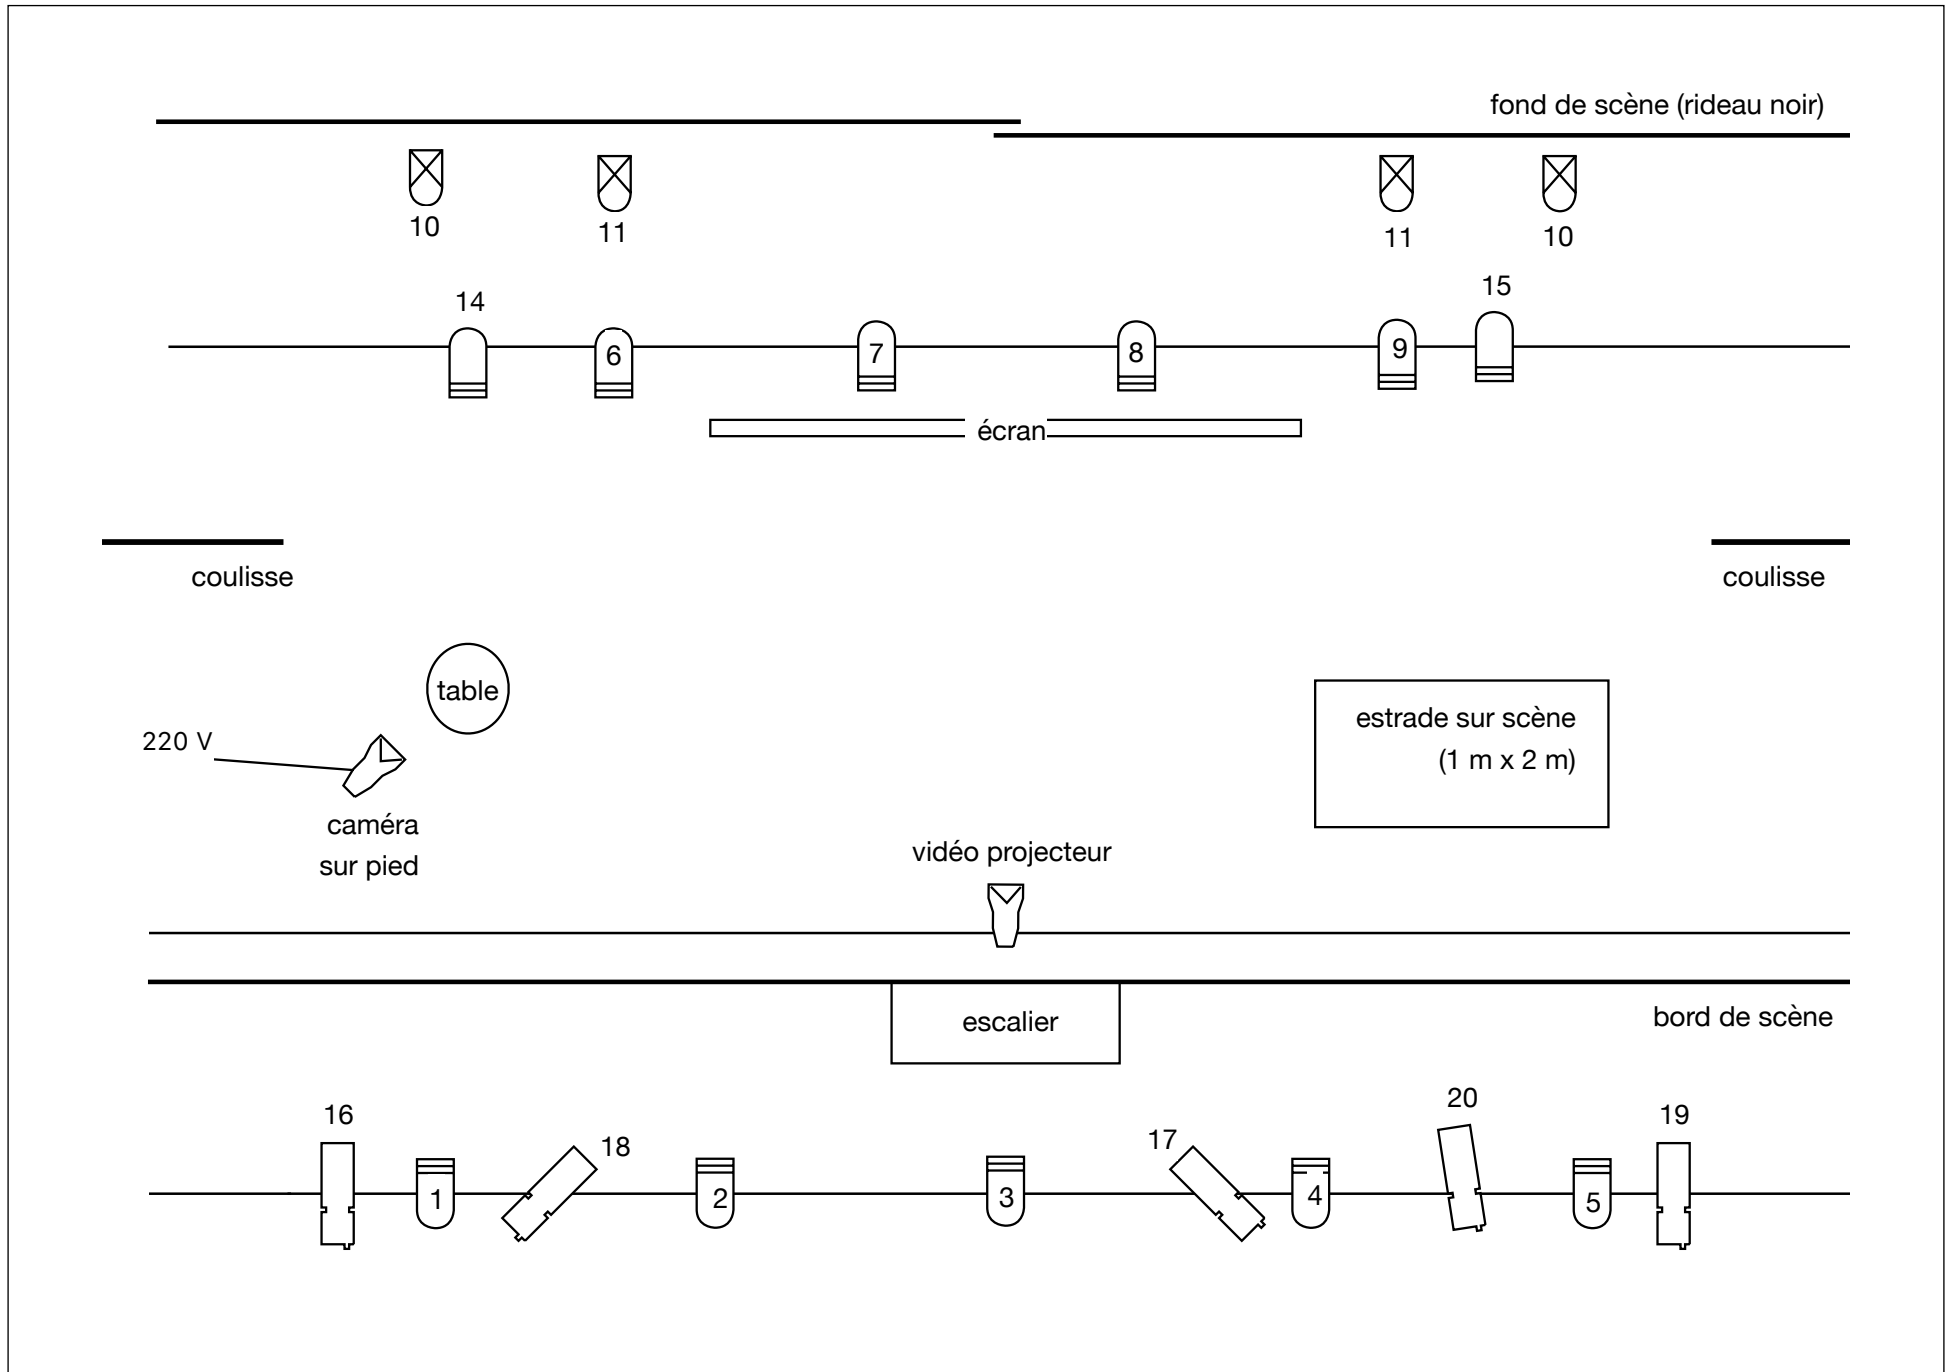 fond de scène (rideau noir)
10
11
11
10
14
15
6
7
8
9
écran
coulisse
coulisse
table
220 V
caméra
sur pied
estrade sur scène
(1 m x 2 m)
vidéo projecteur
escalier
bord de scène
16
18
17
20
19
1
2
3
4
5